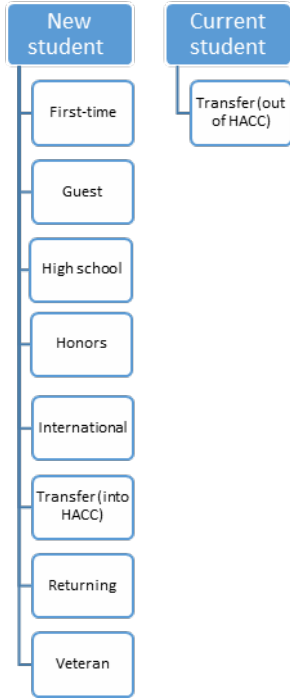 New
student
First-time
Guest
High school
Honors
International
Transfer (into
HACC)
Returning
Veteran
Current
student
Transfer (out
of HACC)